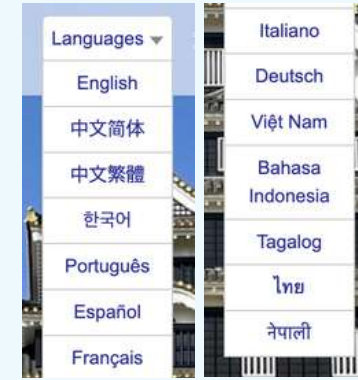 Languages
English
中文简体
中文繁體
한국어
Português
Español
Français
Italiano
Deutsch
Việt Nam
Bahasa
Indonesia
Tagalog
ไทย
नेपाली